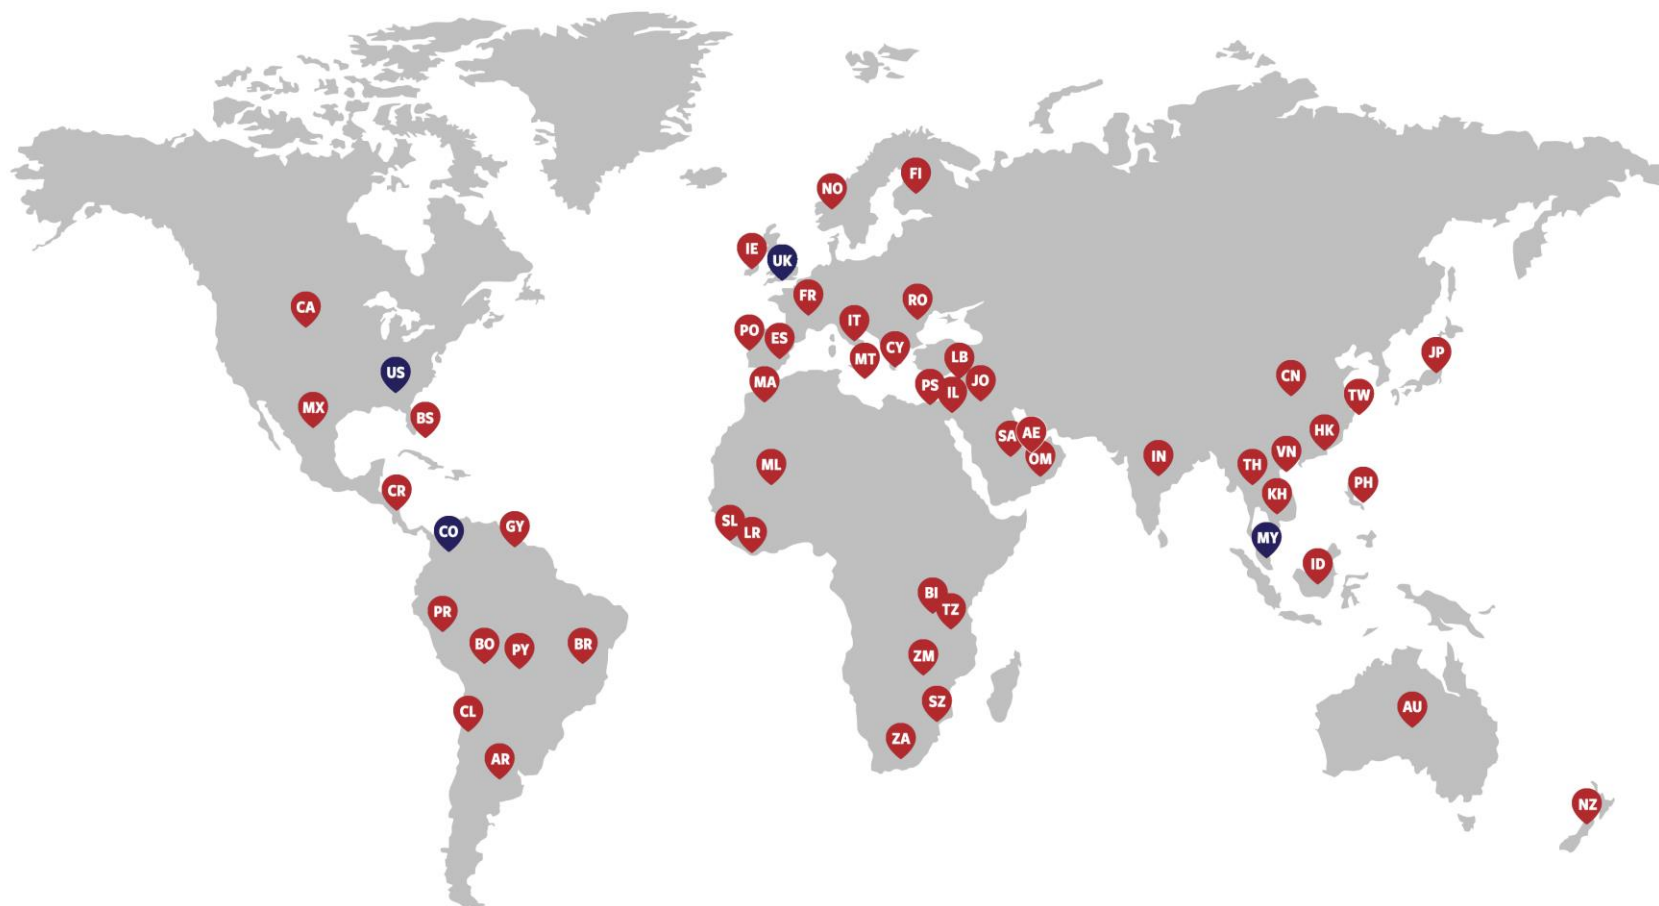 NO
FI
IE
UK
FR
RO
CA
IT
PO
ES
CY
MT
LB
JP
US
MA
PS
IL
JO
CN
TW
MX
BS
SA
AE
OM
HK
ML
IN
TH
VN
CR
KH
PH
CO
GY
SL
LR
MY
ID
PR
BI
TZ
BO
PY
BR
ZM
CL
SZ
AU
AR
ZA
NZ